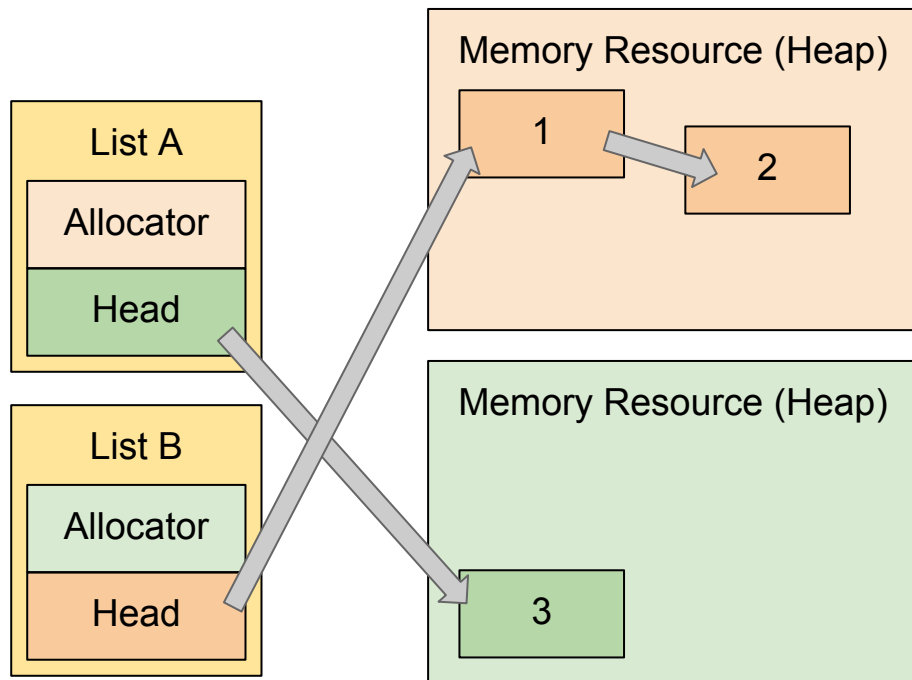 List A
Allocator
Head
List B
Allocator
Head
Memory Resource (Heap)
1
2
Memory Resource (Heap)
3